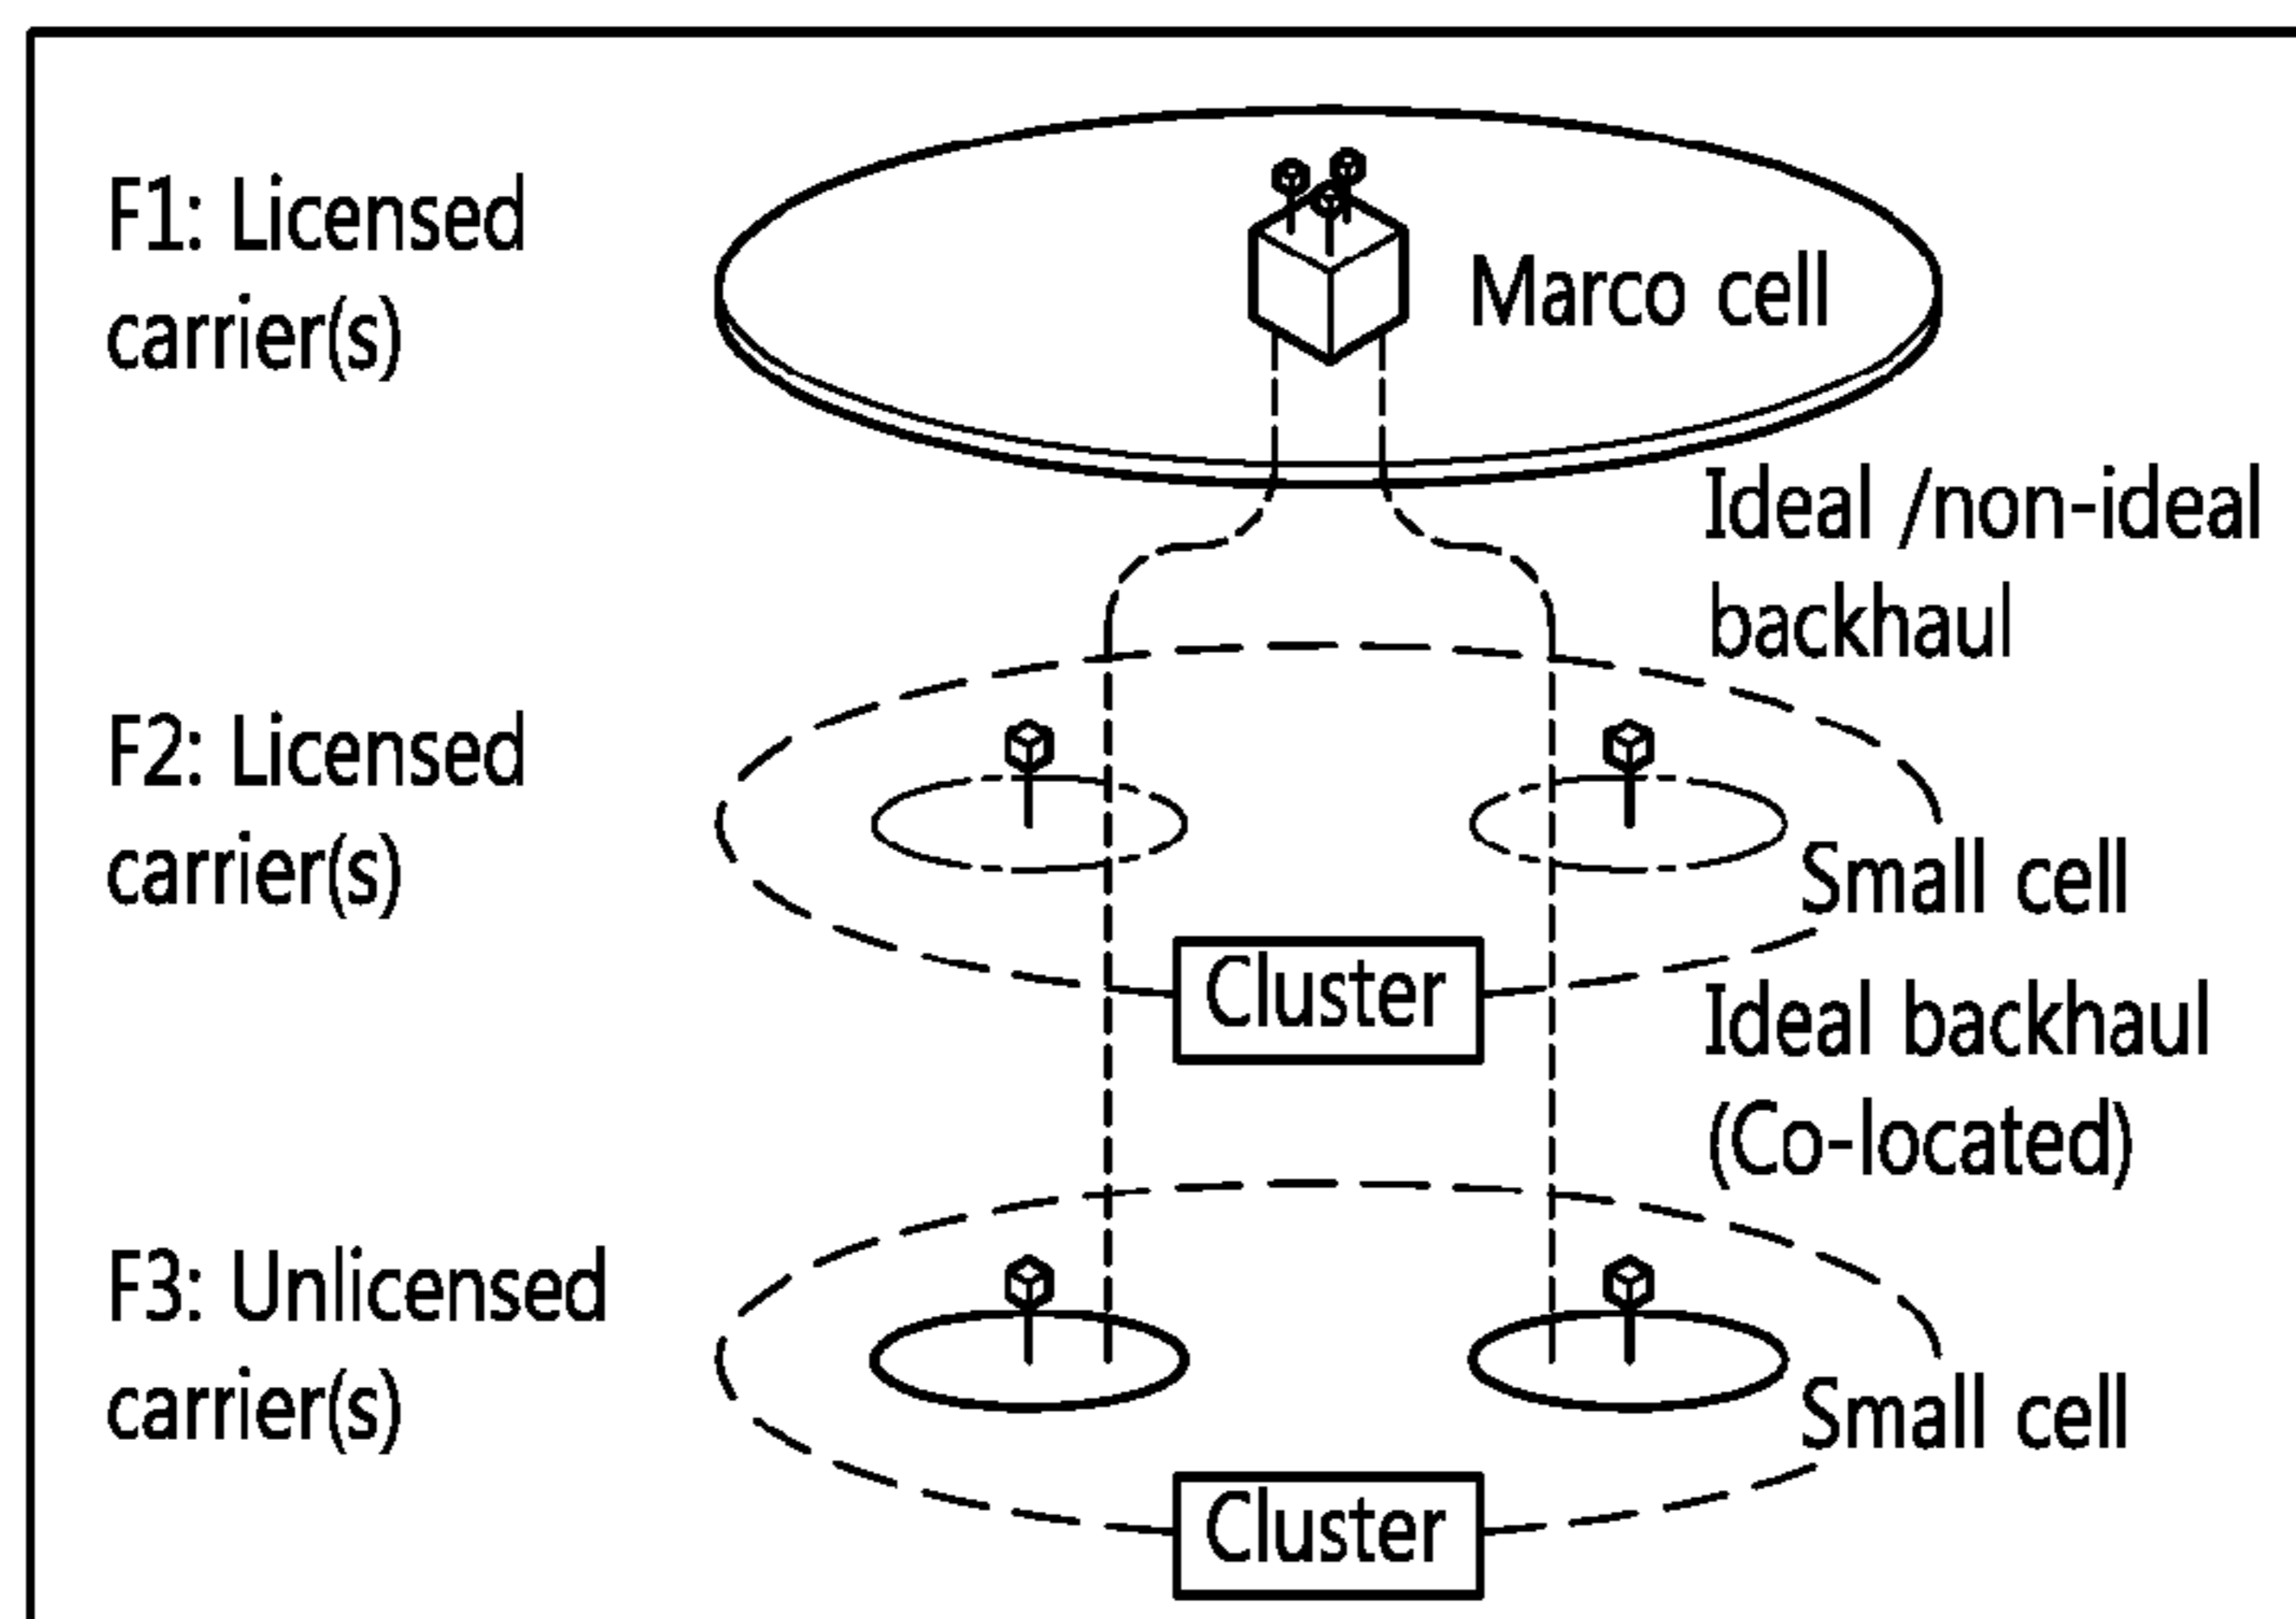 F1: Licensed
carrier(s)
Marco cell
Ideal /non-ideal
backhaul
F2: Licensed
carrier(s)
Small cell
Cluster
Ideal backhaul
(Co-located)
F3: Unlicensed
carrier(s)
Small cell
Cluster